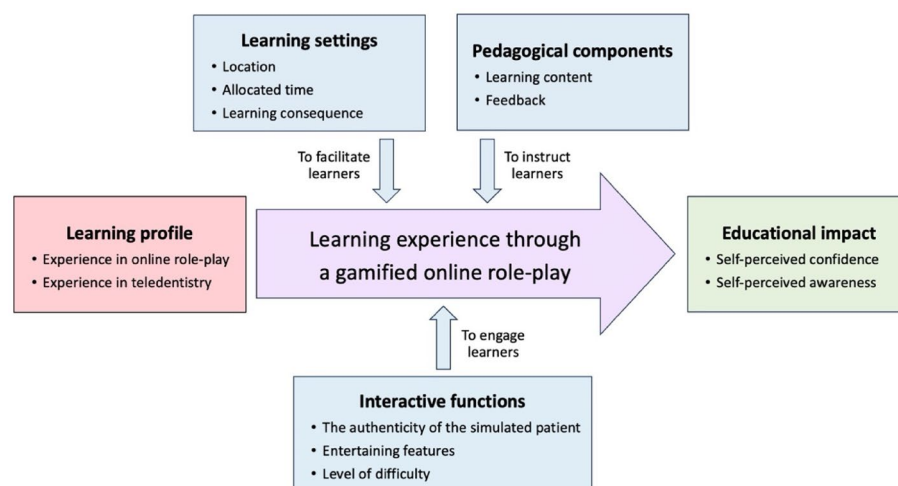 Learning settings
• Location
• Allocated time
• Learning consequence
Pedagogical components
• Learning content
• Feedback
To facilitate
learners
To instruct
learners
Learning profile
• Experience in online role-play
• Experience in teledentistry
Learning experience through
a gamified online role-play
Educational impact
• Self-perceived confidence
• Self-perceived awareness
To engage
learners
Interactive functions
• The authenticity of the simulated patient
• Entertaining features
• Level of difficulty